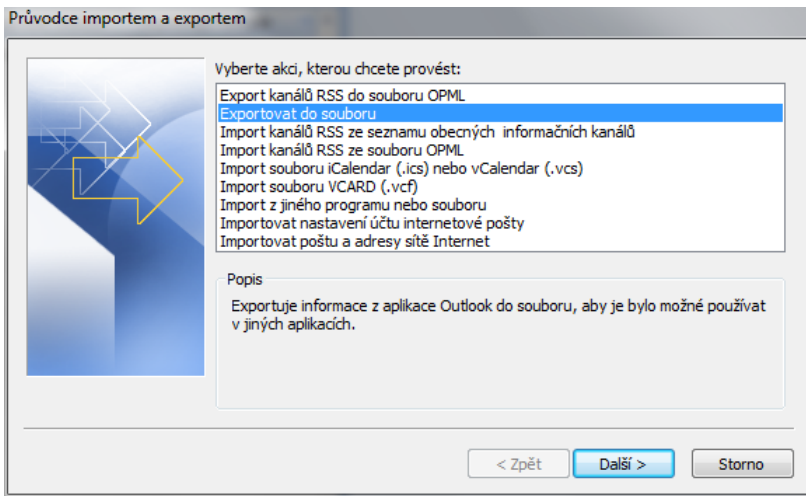 Průvodce importem a exportem
Vyberte akci, kterou chcete provést:
Export kanálů RSS do souboru OPML
Exportovat do souboru
Import kanálů RSS ze seznamu obecných  informačních kanálů
Import kanálů RSS ze souboru OPML
Import souboru iCalendar (.ics) nebo vCalendar (.vcs)
Import souboru VCARD (.vcf)
Import z jiného programu nebo souboru
Importovat nastavení účtu internetové pošty
Importovat poštu a adresy sítě Internet
Popis
Exportuje informace z aplikace Outlook do souboru, aby je bylo možné používat
v jiných aplikacích.
< Zpět
Další >
Storno